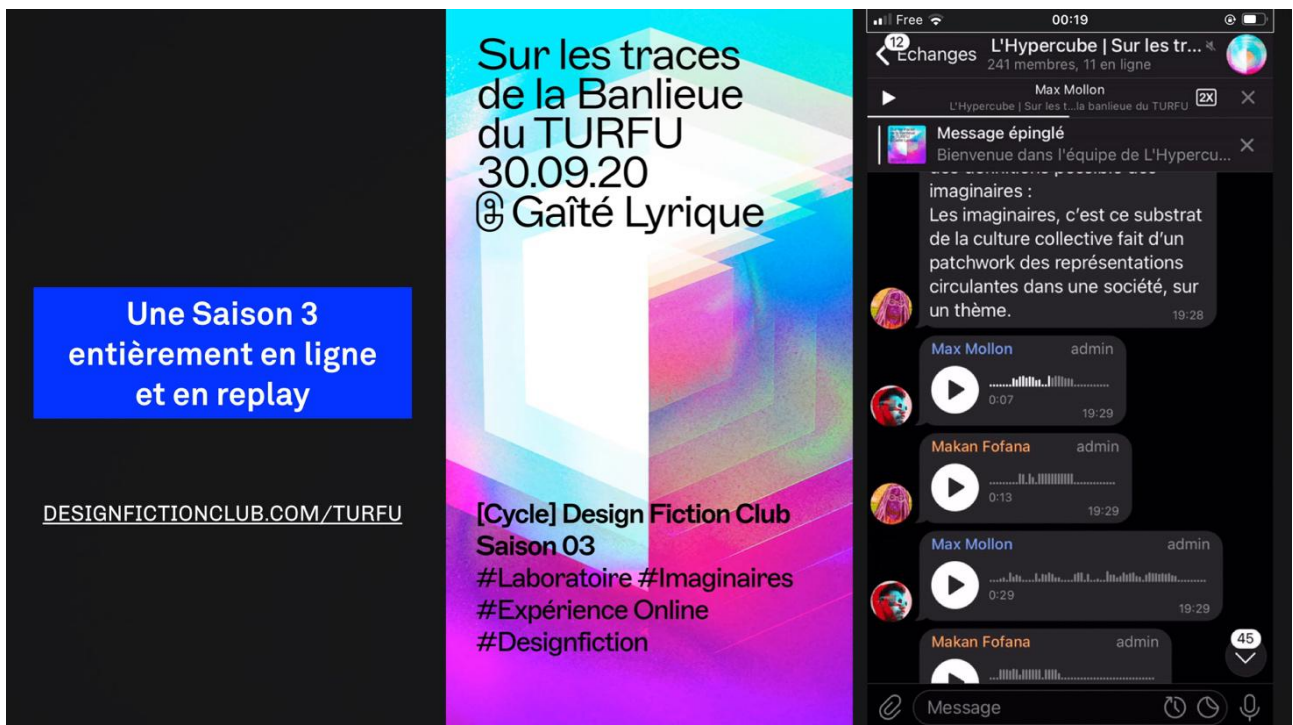 Une Saison 3
entièrement en ligne
et en replay
DESIGNFICTIONCLUB.COM/TURFU
Sur les traces
de la Banlieue
du TURFU
30.09.20
@ Gaîté Lyrique
[Cycle] Design Fiction Club
Saison 03
#Laboratoire #Imaginaires
#Expérience Online
#Designfiction
Free 00:19
12
Echanges
L'Hypercube | Sur les tr...
241 membres, 11 en ligne
Max Mollon
L'Hypercube | Sur les t...la banlieue du TURFU
2X
Message épinglé
Bienvenue dans l'équipe de L'Hypercu...
des définitions possible des
imaginaires :
Les imaginaires, c'est ce substrat
de la culture collective fait d'un
patchwork des représentations
circulantes dans une société, sur
un thème.
19:28
Max Mollon admin
0:07
19:29
Makan Fofana admin
0:13
19:29
Max Mollon admin
0:29
19:29
Makan Fofana admin
45
Message